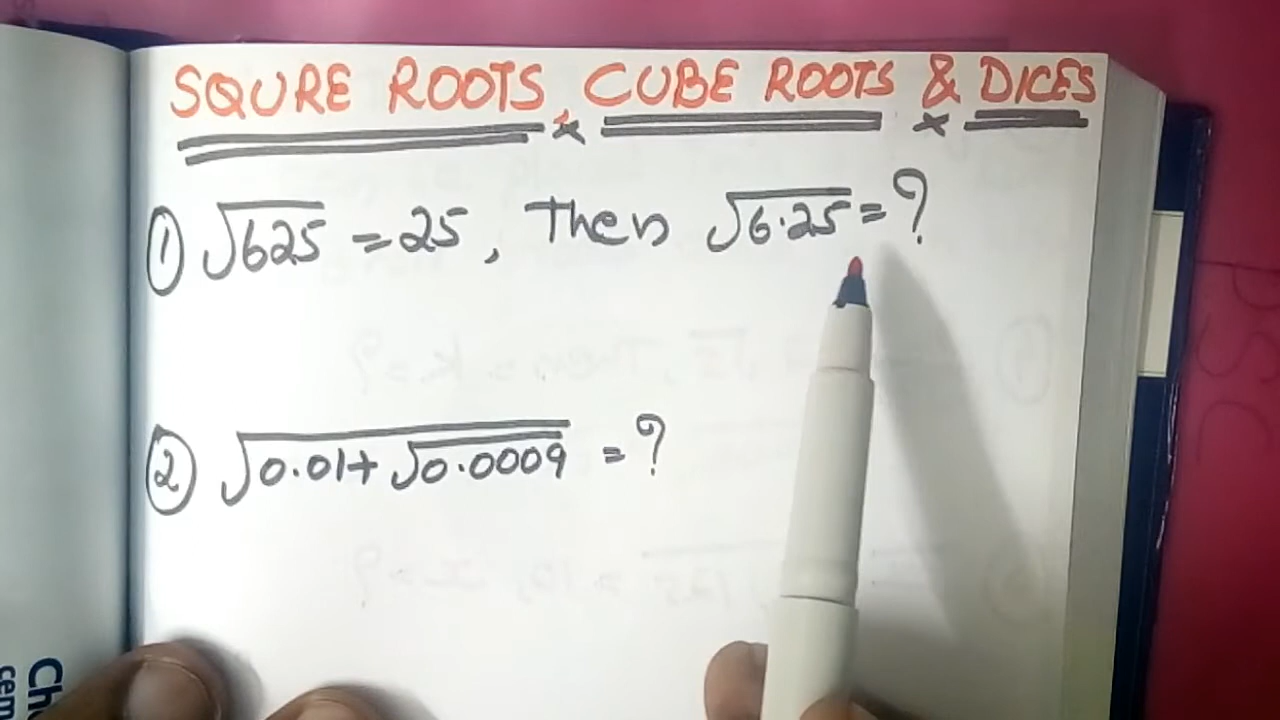 SQURE ROOTS, CUBE ROOTS & DICES
① √625 = 25, Then √6.25 = ?
② √(0.01+√0.0009) = ?